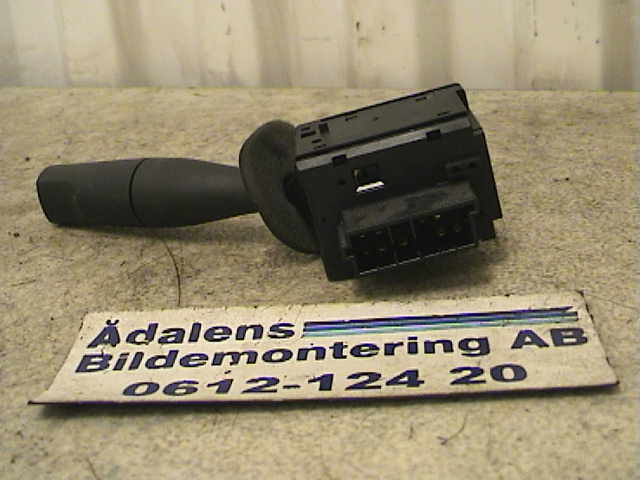 Ådalens
Bildemontering AB
0612-124 20